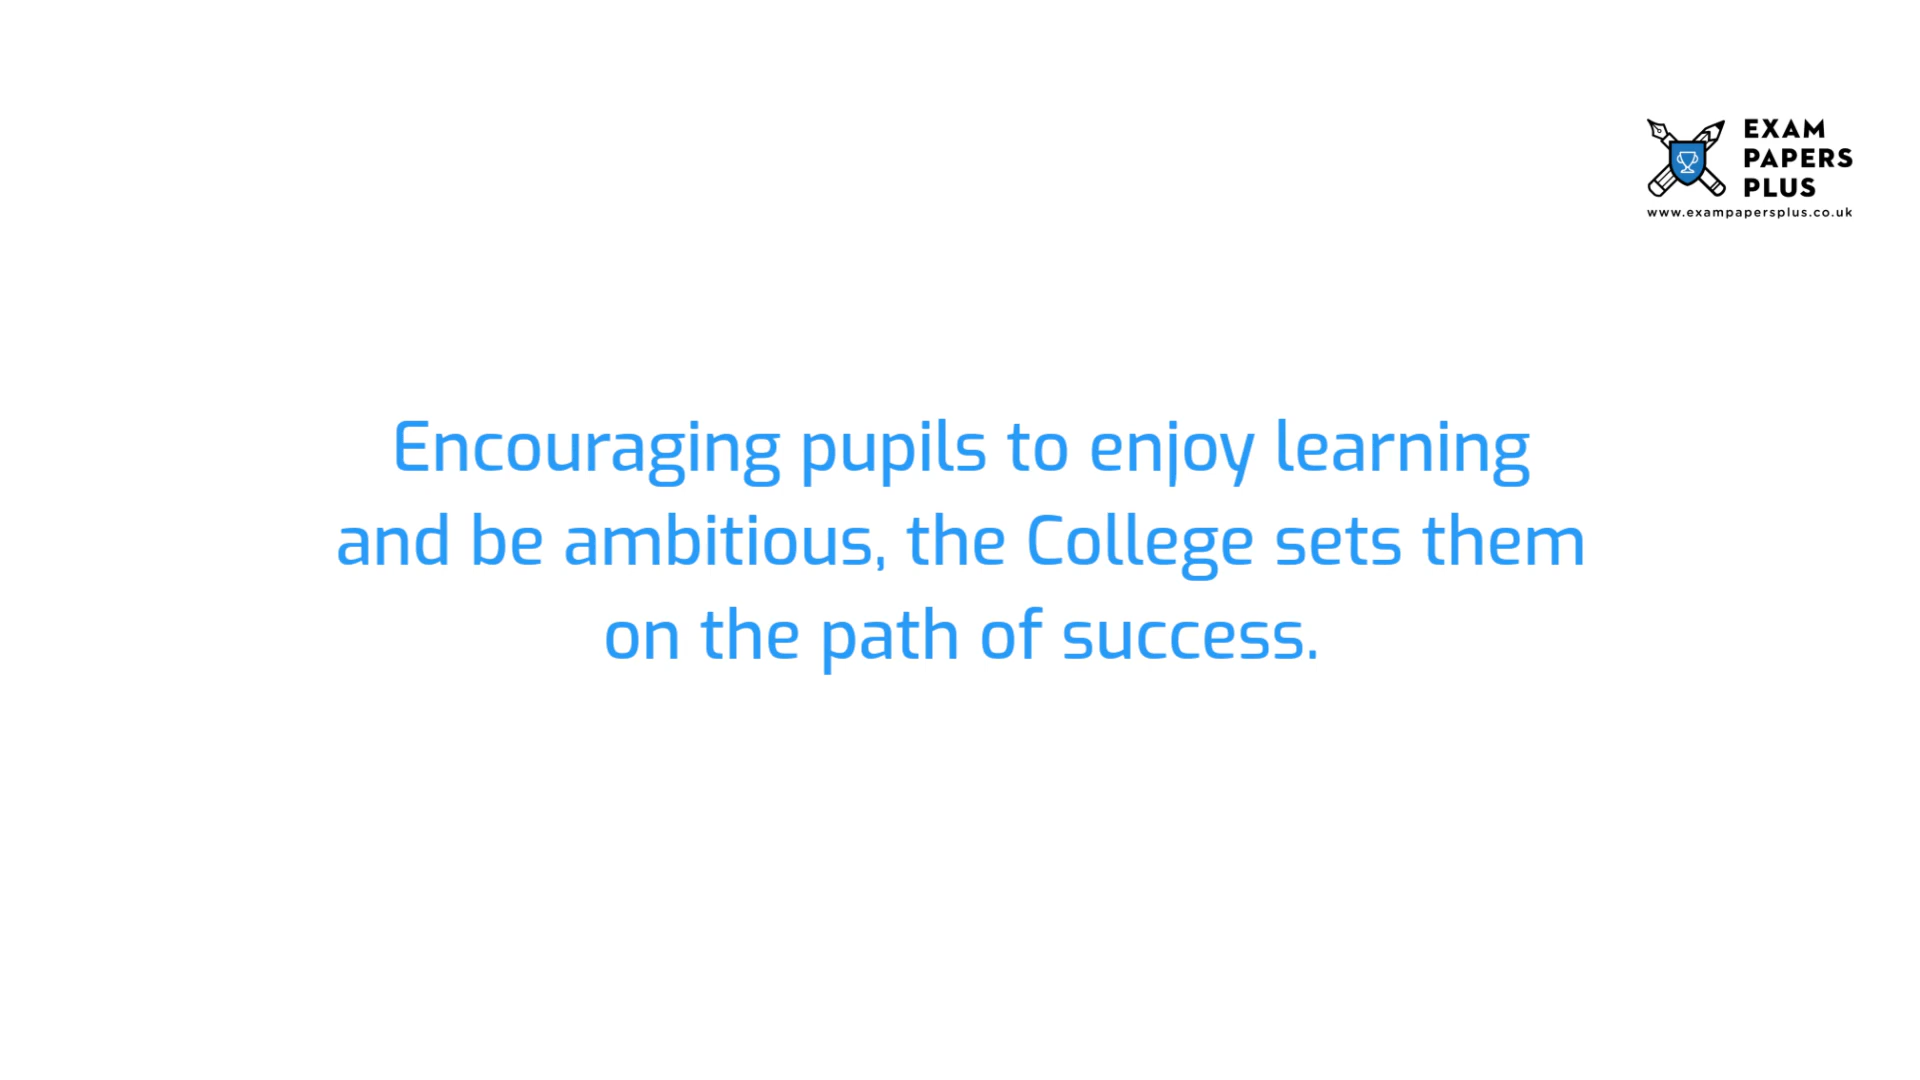 EXAM
PAPERS
PLUS
www.exampapersplus.co.uk
Encouraging pupils to enjoy learning
and be ambitious, the College sets them
on the path of success.